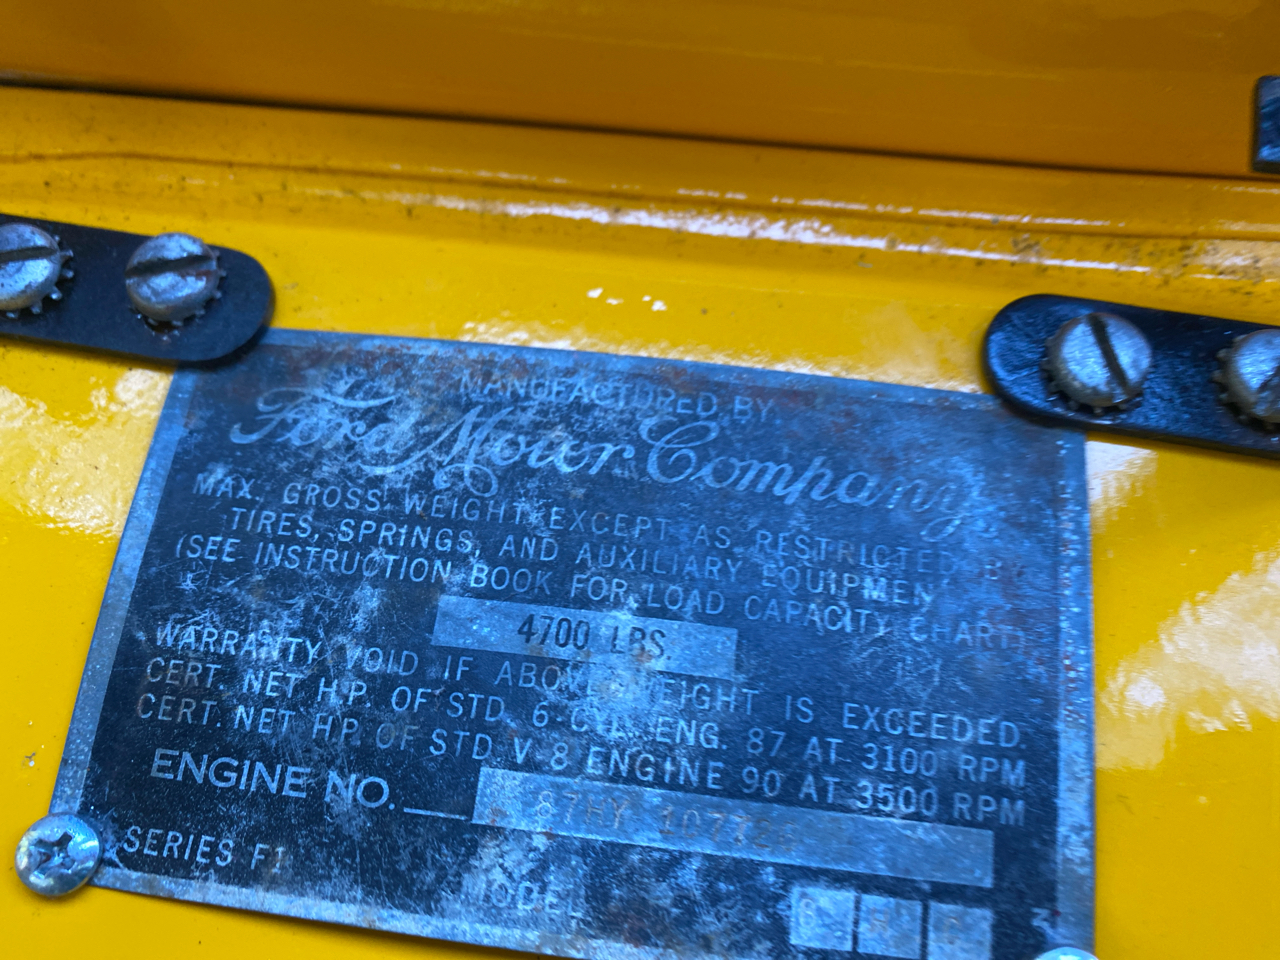 MANUFACTURED BY
Ford Motor Company
MAX. GROSS WEIGHT EXCEPT AS RESTRICTED BY
TIRES, SPRINGS, AND AUXILIARY EQUIPMENT
(SEE INSTRUCTION BOOK FOR LOAD CAPACITY CHART)
4700 LBS
WARRANTY VOID IF ABOVE WEIGHT IS EXCEEDED.
CERT. NET H.P. OF STD. 6-CYL. ENG. 87 AT 3100 RPM
CERT. NET H.P. OF STD V-8 ENGINE 90 AT 3500 RPM
ENGINE NO. 87HY
SERIES F1
MODEL 8